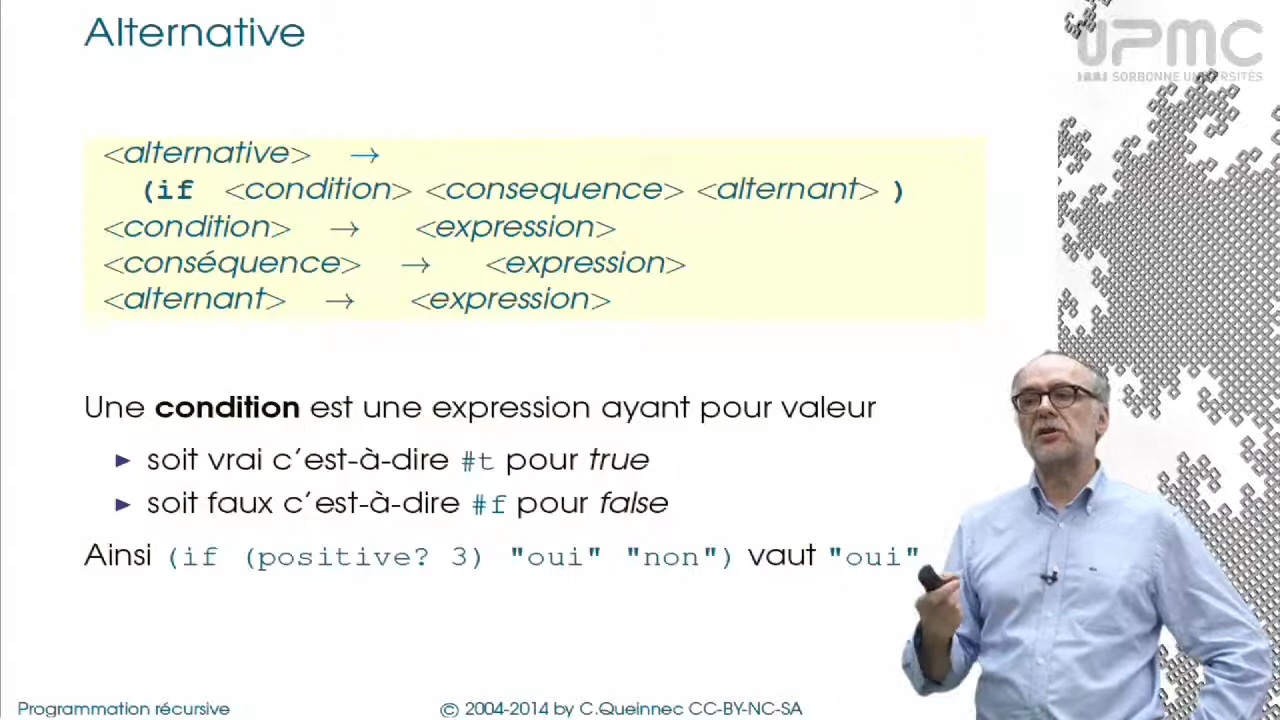 Alternative
UPMC
SORBONNE UNIVERSITÉS
<alternative> →
(if <condition> <consequence> <alternant> )
<condition> → <expression>
<conséquence> → <expression>
<alternant> → <expression>
Une condition est une expression ayant pour valeur
► soit vrai c'est-à-dire #t pour true
► soit faux c'est-à-dire #f pour false
Ainsi (if (positive? 3) "oui" "non") vaut "oui"
Programmation récursive
© 2004-2014 by C.Queinnec CC-BY-NC-SA